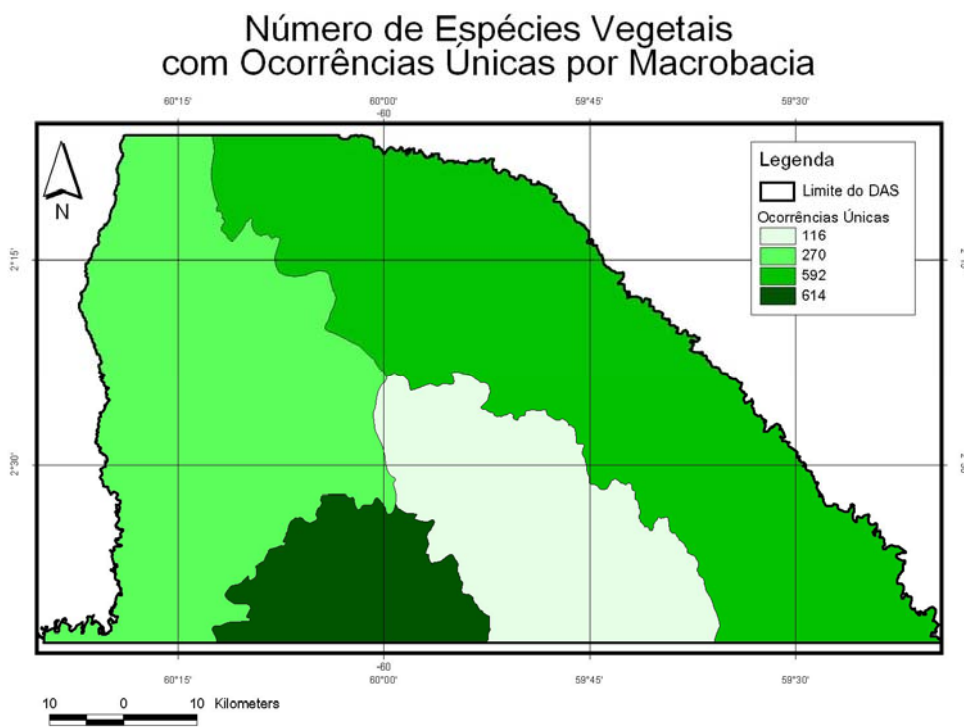 Número de Espécies Vegetais
com Ocorrências Únicas por Macrobacia
60°15' 60°00' 59°45' 59°30'
-60
N
Legenda
Limite do DAS
Ocorrências Únicas
116
270
592
614
2°15'
2°30'
60°15' 60°00' 59°45' 59°30'
-60
10 0 10 Kilometers